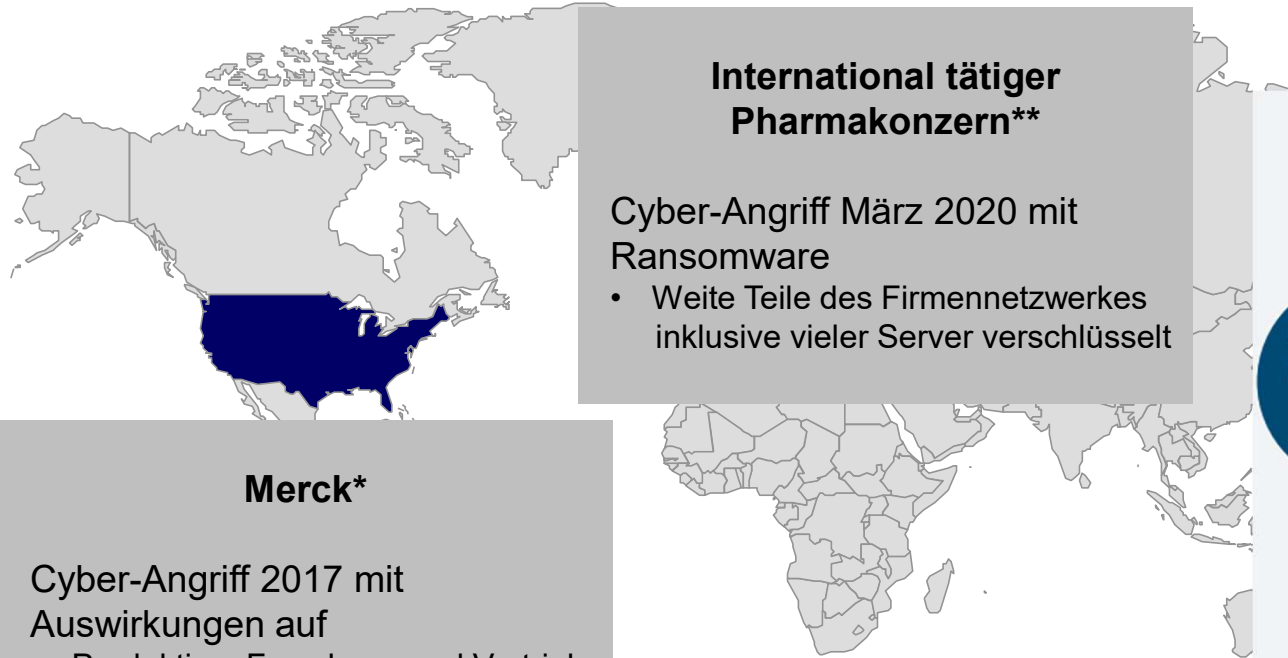 International tätiger
Pharmakonzern**
Cyber-Angriff März 2020 mit
Ransomware
• Weite Teile des Firmennetzwerkes
inklusive vieler Server verschlüsselt
Merck*
Cyber-Angriff 2017 mit
Auswirkungen auf